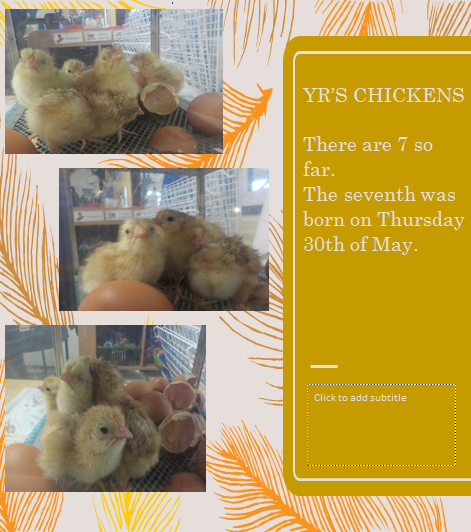 YR'S CHICKENS
There are 7 so
far.
The seventh was
born on Thursday
30th of May.
Click to add subtitle